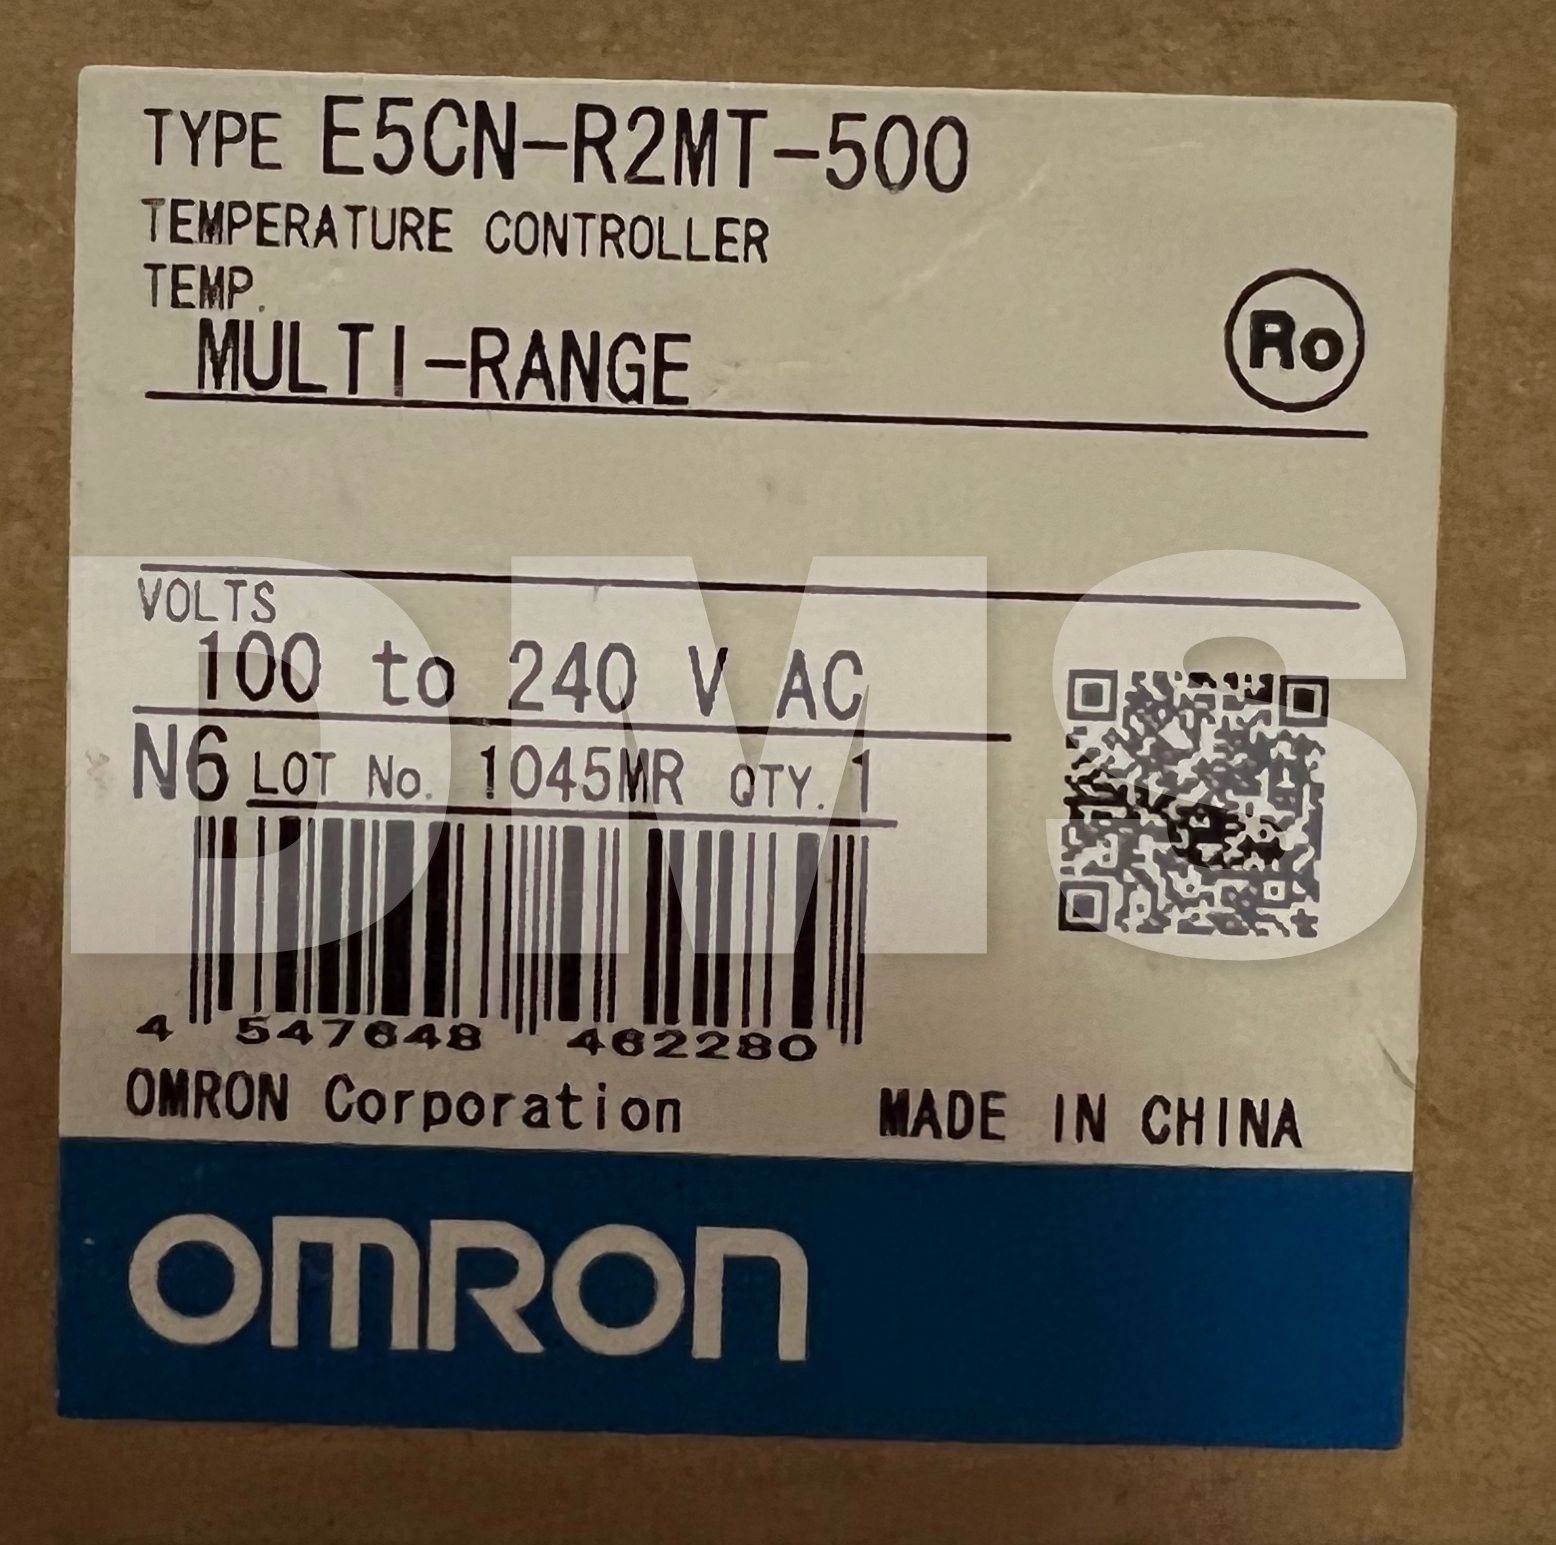 TYPE E5CN-R2MT-500
TEMPERATURE CONTROLLER
TEMP.
MULTI-RANGE
Ro
VOLTS
100 to 240 V AC
N6 LOT No. 1045MR QTY. 1
4 547648 462280
OMRON Corporation MADE IN CHINA
OMRON
DMS